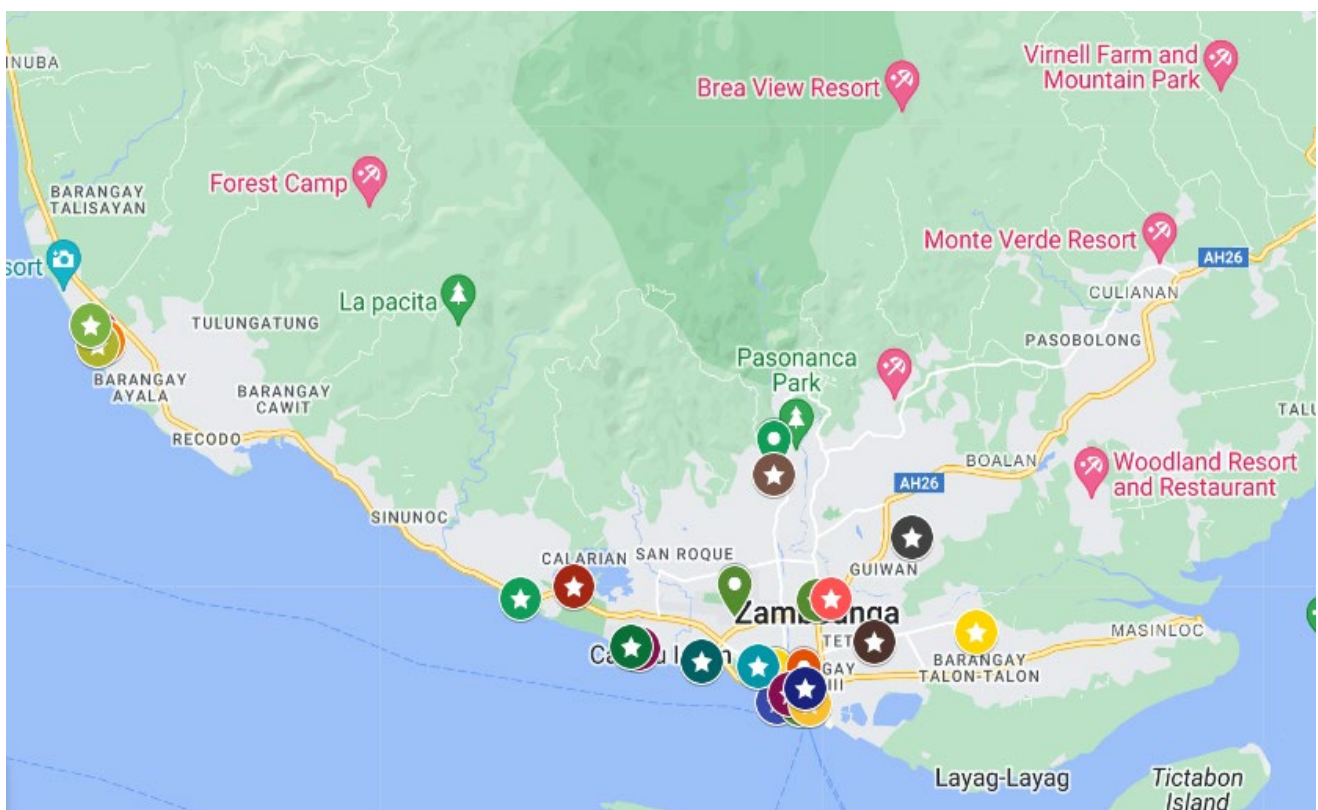 INUBA
Virnell Farm and
Mountain Park
Brea View Resort
Forest Camp
BARANGAY
TALISAYAN
Monte Verde Resort
AH26
sort
La pacita
CULIANAN
TULUNGATUNG
PASOBOLONG
Pasonanca
Park
BARANGAY
AYALA
BARANGAY
CAWIT
TALU
RECODO
BOALAN
Woodland Resort
and Restaurant
AH26
SINUNOC
CALARIAN
SAN ROQUE
GUIWAN
MASINLOC
BARANGAY
TALON-TALON
Layag-Layag
Tictabon
Island